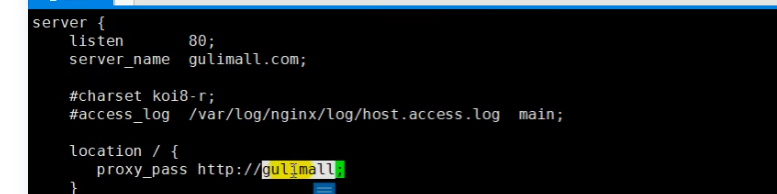 server {
    listen       80;
    server_name  gulimall.com;
    #charset koi8-r;
    #access_log  /var/log/nginx/log/host.access.log  main;
    location / {
       proxy_pass http://gulimall;
    }